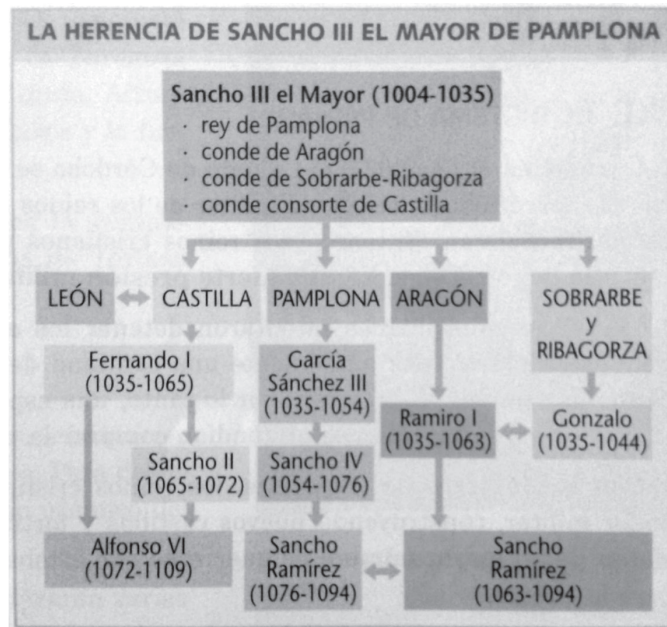 LA HERENCIA DE SANCHO III EL MAYOR DE PAMPLONA
Sancho III el Mayor (1004-1035)
· rey de Pamplona
· conde de Aragón
· conde de Sobrarbe-Ribagorza
· conde consorte de Castilla
LEÓN
CASTILLA
PAMPLONA
ARAGÓN
SOBRARBE
y
RIBAGORZA
Fernando I
(1035-1065)
García
Sánchez III
(1035-1054)
Ramiro I
(1035-1063)
Gonzalo
(1035-1044)
Sancho II
(1065-1072)
Sancho IV
(1054-1076)
Alfonso VI
(1072-1109)
Sancho
Ramírez
(1076-1094)
Sancho
Ramírez
(1063-1094)